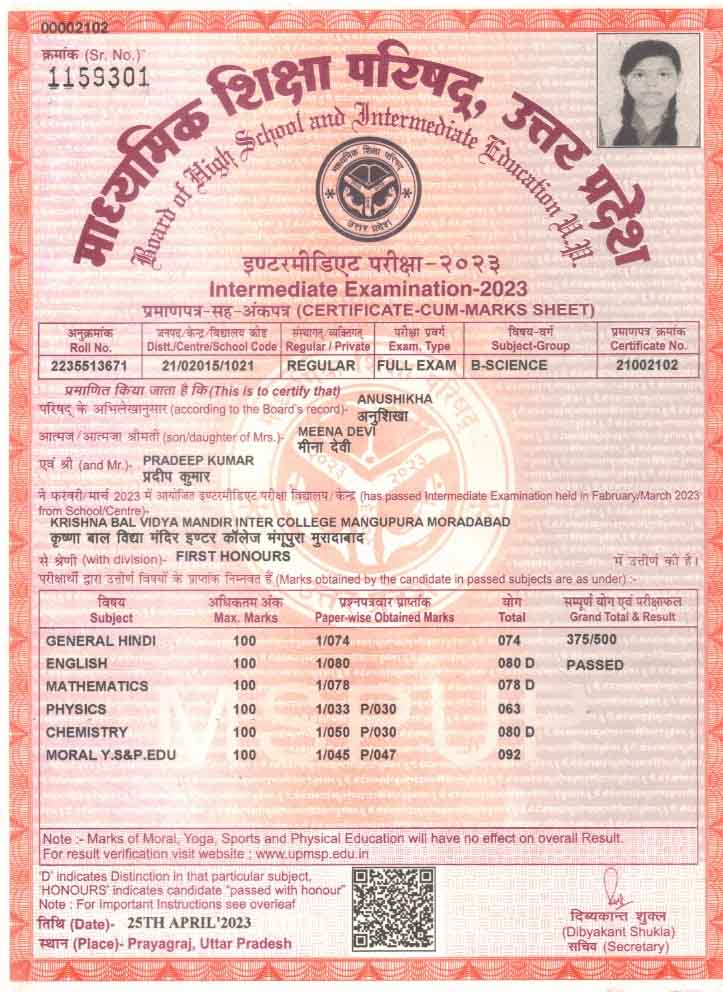 00002102
क्रमांक (Sr. No.)
1159301
माध्यमिक शिक्षा परिषद्, उत्तर प्रदेश
Board of High School and Intermediate Education U.P.
माध्यमिक शिक्षा परिषद्
उत्तर प्रदेश
इण्टरमीडिएट परीक्षा-२०२३
Intermediate Examination-2023
प्रमाणपत्र-सह-अंकपत्र (CERTIFICATE-CUM-MARKS SHEET)
अनुक्रमांक जनपद/केन्द्र/विद्यालय कोड संस्थागत/व्यक्तिगत परीक्षा प्रवर्ग विषय-वर्ग प्रमाणपत्र क्रमांक
Roll No. Distt./Centre/School Code Regular / Private Exam. Type Subject-Group Certificate No.
2235513671 21/02015/1021 REGULAR FULL EXAM B-SCIENCE 21002102
प्रमाणित किया जाता है कि (This is to certify that)
ANUSHIKHA
परिषद् के अभिलेखानुसार (according to the Board's record)- अनुशिखा
MEENA DEVI
आत्मज/आत्मजा श्रीमती (son/daughter of Mrs.)- मीना देवी
एवं श्री (and Mr.)- PRADEEP KUMAR
प्रदीप कुमार
ने फरवरी/मार्च 2023 में आयोजित इण्टरमीडिएट परीक्षा विद्यालय/केन्द्र (has passed Intermediate Examination held in Fabruary/March 2023
from School/Centre)-
KRISHNA BAL VIDYA MANDIR INTER COLLEGE MANGUPURA MORADABAD
कृष्णा बाल विद्या मंदिर इण्टर कॉलेज मंगूपुरा मुरादाबाद
से श्रेणी (with division)- FIRST HONOURS में उत्तीर्ण की है।
परीक्षार्थी द्वारा उत्तीर्ण विषयों के प्राप्तांक निम्नवत हैं (Marks obtained by the candidate in passed subjects are as under) :-
विषय अधिकतम अंक प्रश्नपत्रवार प्राप्तांक योग सम्पूर्ण योग एवं परीक्षाफल
Subject Max. Marks Paper-wise Obtained Marks Total Grand Total & Result
GENERAL HINDI 100 1/074 074 375/500
ENGLISH 100 1/080 080 D PASSED
MATHEMATICS 100 1/078 078 D
PHYSICS 100 1/033 P/030 063
CHEMISTRY 100 1/050 P/030 080 D
MORAL Y.S&P.EDU 100 1/045 P/047 092
MSPUP
Note :- Marks of Moral, Yoga, Sports and Physical Education will have no effect on overall Result.
For result verification visit website : www.upmsp.edu.in
'D' indicates Distinction in that particular subject,
'HONOURS' indicates candidate "passed with honour"
Note : For Important Instructions see overleaf
तिथि (Date)- 25TH APRIL'2023
स्थान (Place)- Prayagraj, Uttar Pradesh
दिब्यकान्त शुक्ल
(Dibyakant Shukla)
सचिव (Secretary)